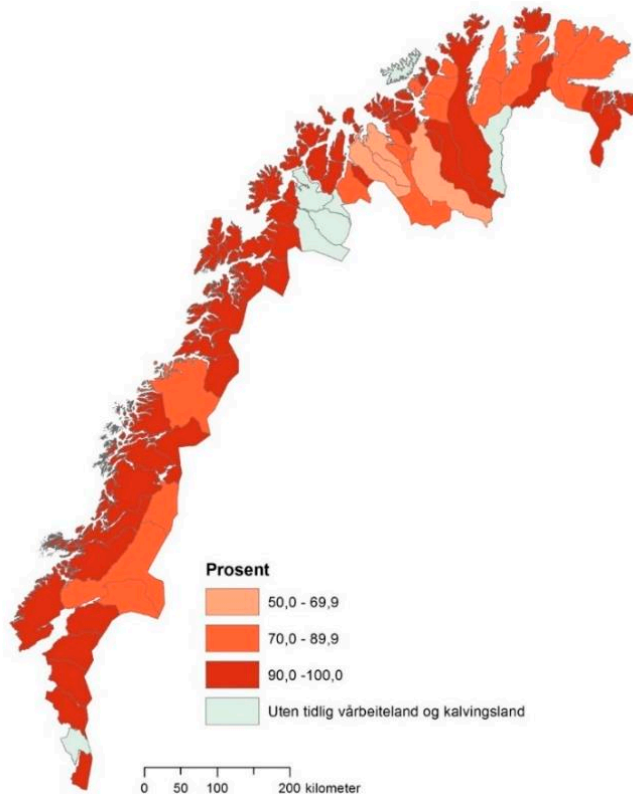 Prosent
50,0 - 69,9
70,0 - 89,9
90,0 -100,0
Uten tidlig vårbeiteland og kalvingsland
0 50 100 200 kilometer